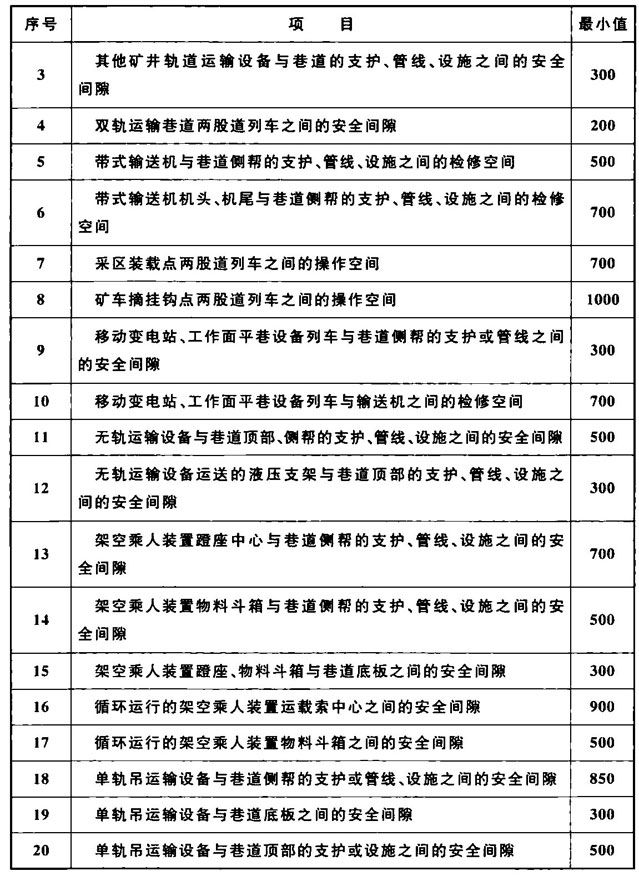 序号 项 目 最小值
3 其他矿井轨道运输设备与巷道的支护、管线、设施之间的安全 300
间隙
4 双轨运输巷道两股道列车之间的安全间隙 200
5 带式输送机与巷道侧帮的支护、管线、设施之间的检修空间 500
6 带式输送机机头、机尾与巷道侧帮的支护、管线、设施之间的检修 700
空间
7 采区装载点两股道列车之间的操作空间 700
8 矿车摘挂钩点两股道列车之间的操作空间 1000
9 移动变电站、工作面平巷设备列车与巷道侧帮的支护或管线之间 300
的安全间隙
10 移动变电站、工作面平巷设备列车与输送机之间的检修空间 700
11 无轨运输设备与巷道顶部、侧帮的支护、管线、设施之间的安全间隙 500
12 无轨运输设备运送的液压支架与巷道顶部的支护、管线、设施之 300
间的安全间隙
13 架空乘人装置蹬座中心与巷道侧帮的支护、管线、设施之间的安 700
全间隙
14 架空乘人装置物料斗箱与巷道侧帮的支护、管线、设施之间的安 500
全间隙
15 架空乘人装置蹬座、物料斗箱与巷道底板之间的安全间隙 300
16 循环运行的架空乘人装置运载索中心之间的安全间隙 900
17 循环运行的架空乘人装置物料斗箱之间的安全间隙 500
18 单轨吊运输设备与巷道侧帮的支护或管线、设施之间的安全间隙 850
19 单轨吊运输设备与巷道底板之间的安全间隙 300
20 单轨吊运输设备与巷道顶部的支护或设施之间的安全间隙 500